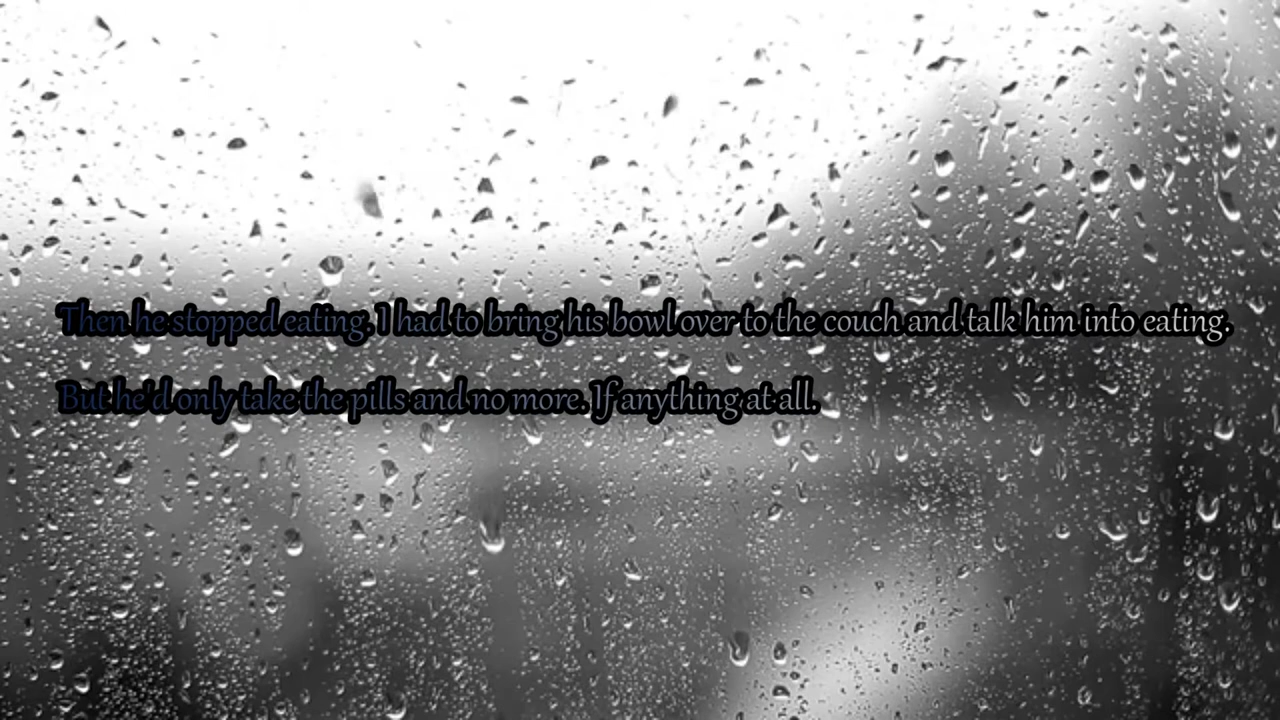 Then he stopped eating. I had to bring his bowl over to the couch and talk him into eating.
But he'd only take the pills and no more. If anything at all.